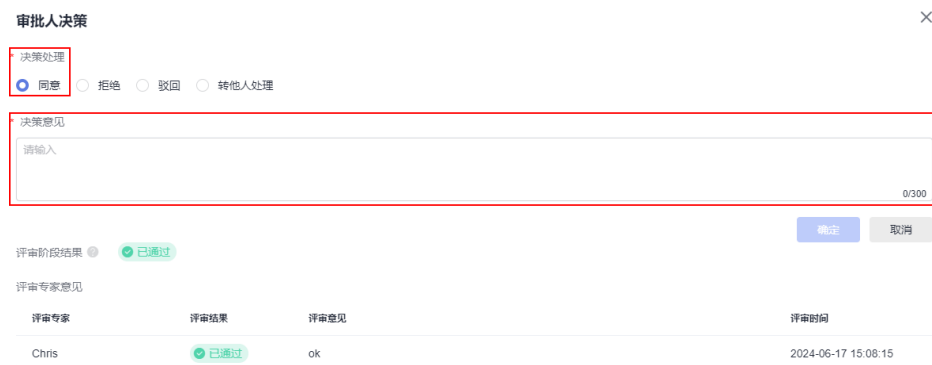 审批人决策
* 决策处理
同意 拒绝 驳回 转他人处理
* 决策意见
请输入
0/300
确定 取消
评审阶段结果 ? 已通过
评审专家意见
评审专家 评审结果 评审意见 评审时间
Chris 已通过 ok 2024-06-17 15:08:15